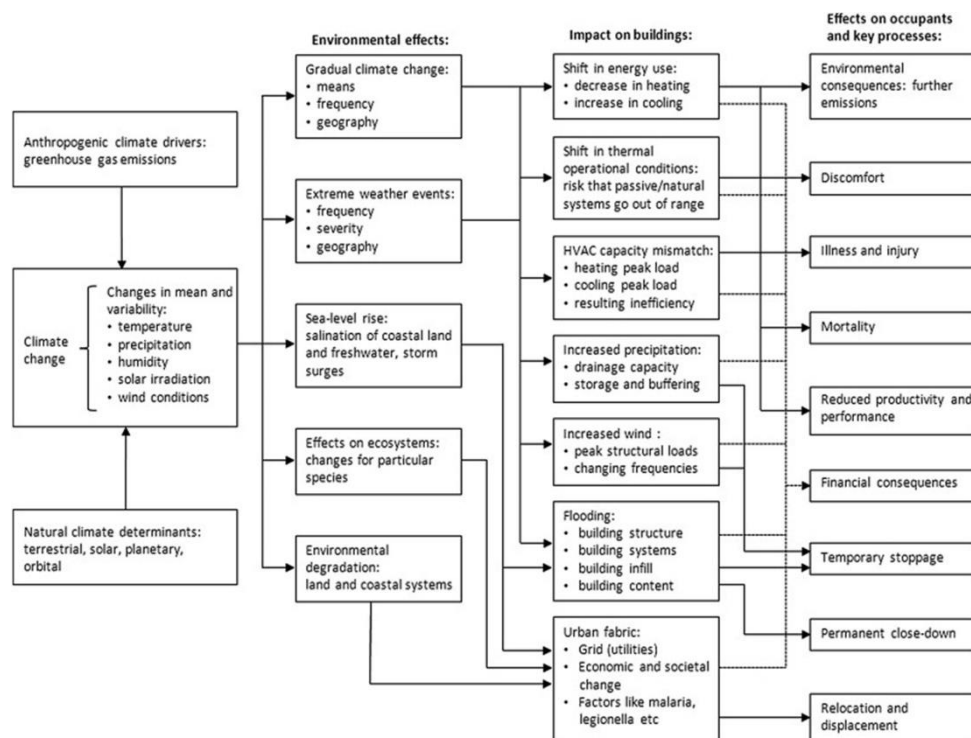 Environmental effects:
Impact on buildings:
Effects on occupants
and key processes:
Anthropogenic climate drivers:
greenhouse gas emissions
Climate
change
Changes in mean and
variability:
• temperature
• precipitation
• humidity
• solar irradiation
• wind conditions
Natural climate determinants:
terrestrial, solar, planetary,
orbital
Gradual climate change:
• means
• frequency
• geography
Extreme weather events:
• frequency
• severity
• geography
Sea-level rise:
salination of coastal land
and freshwater, storm
surges
Effects on ecosystems:
changes for particular
species
Environmental
degradation:
land and coastal systems
Shift in energy use:
• decrease in heating
• increase in cooling
Shift in thermal
operational conditions:
risk that passive/natural
systems go out of range
HVAC capacity mismatch:
• heating peak load
• cooling peak load
• resulting inefficiency
Increased precipitation:
• drainage capacity
• storage and buffering
Increased wind :
• peak structural loads
• changing frequencies
Flooding:
• building structure
• building systems
• building infill
• building content
Urban fabric:
• Grid (utilities)
• Economic and societal
change
• Factors like malaria,
legionella etc
Environmental
consequences: further
emissions
Discomfort
Illness and injury
Mortality
Reduced productivity and
performance
Financial consequences
Temporary stoppage
Permanent close-down
Relocation and
displacement